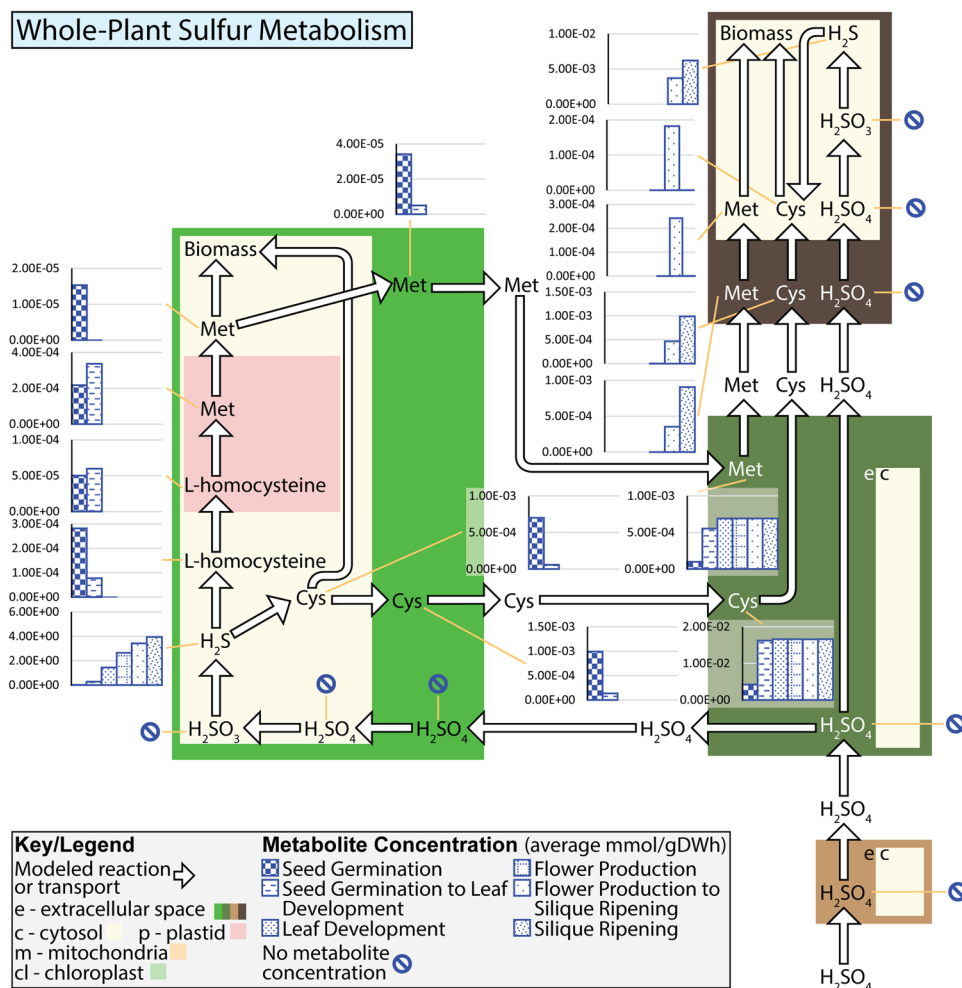 Whole-Plant Sulfur Metabolism
1.00E-02
5.00E-03
0.00E+00
Biomass
H₂S
2.00E-04
1.00E-04
0.00E+00
H₂SO₃
4.00E-05
2.00E-05
0.00E+00
3.00E-04
2.00E-04
1.00E-04
0.00E+00
Met
Cys
H₂SO₄
Biomass
2.00E-05
1.00E-05
0.00E+00
Met
Met
Met
1.50E-03
1.00E-03
5.00E-04
0.00E+00
Met
Cys
H₂SO₄
4.00E-04
2.00E-04
0.00E+00
Met
1.00E-03
5.00E-04
0.00E+00
Met
Cys
H₂SO₄
1.00E-04
5.00E-05
0.00E+00
L-homocysteine
Met
e c
1.00E-03
5.00E-04
0.00E+00
1.00E-03
5.00E-04
0.00E+00
3.00E-04
2.00E-04
1.00E-04
0.00E+00
L-homocysteine
Cys
Cys
Cys
Cys
6.00E+00
4.00E+00
2.00E+00
0.00E+00
H₂S
1.50E-03
1.00E-03
5.00E-04
0.00E+00
2.00E-02
1.00E-02
0.00E+00
H₂SO₃
H₂SO₄
H₂SO₄
H₂SO₄
H₂SO₄
H₂SO₄
e c
H₂SO₄
H₂SO₄
Key/Legend
Modeled reaction
or transport
e - extracellular space
c - cytosol
p - plastid
m - mitochondria
cl - chloroplast
Metabolite Concentration (average mmol/gDWh)
Seed Germination
Seed Germination to Leaf
Development
Leaf Development
Flower Production
Flower Production to
Silique Ripening
Silique Ripening
No metabolite
concentration